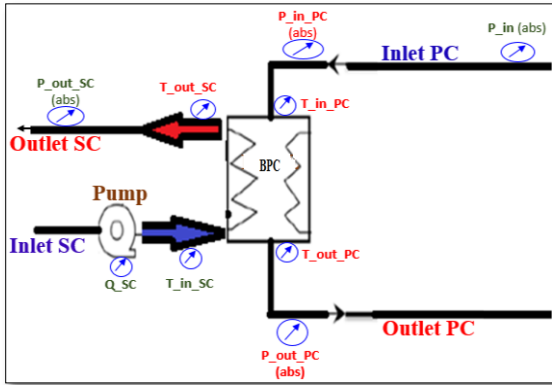 P_in_PC
(abs)
P_in (abs)
Inlet PC
P_out_SC
(abs)
T_out_SC
T_in_PC
Outlet SC
BPC
Pump
Inlet SC
T_out_PC
Q_SC
T_in_SC
Outlet PC
P_out_PC
(abs)